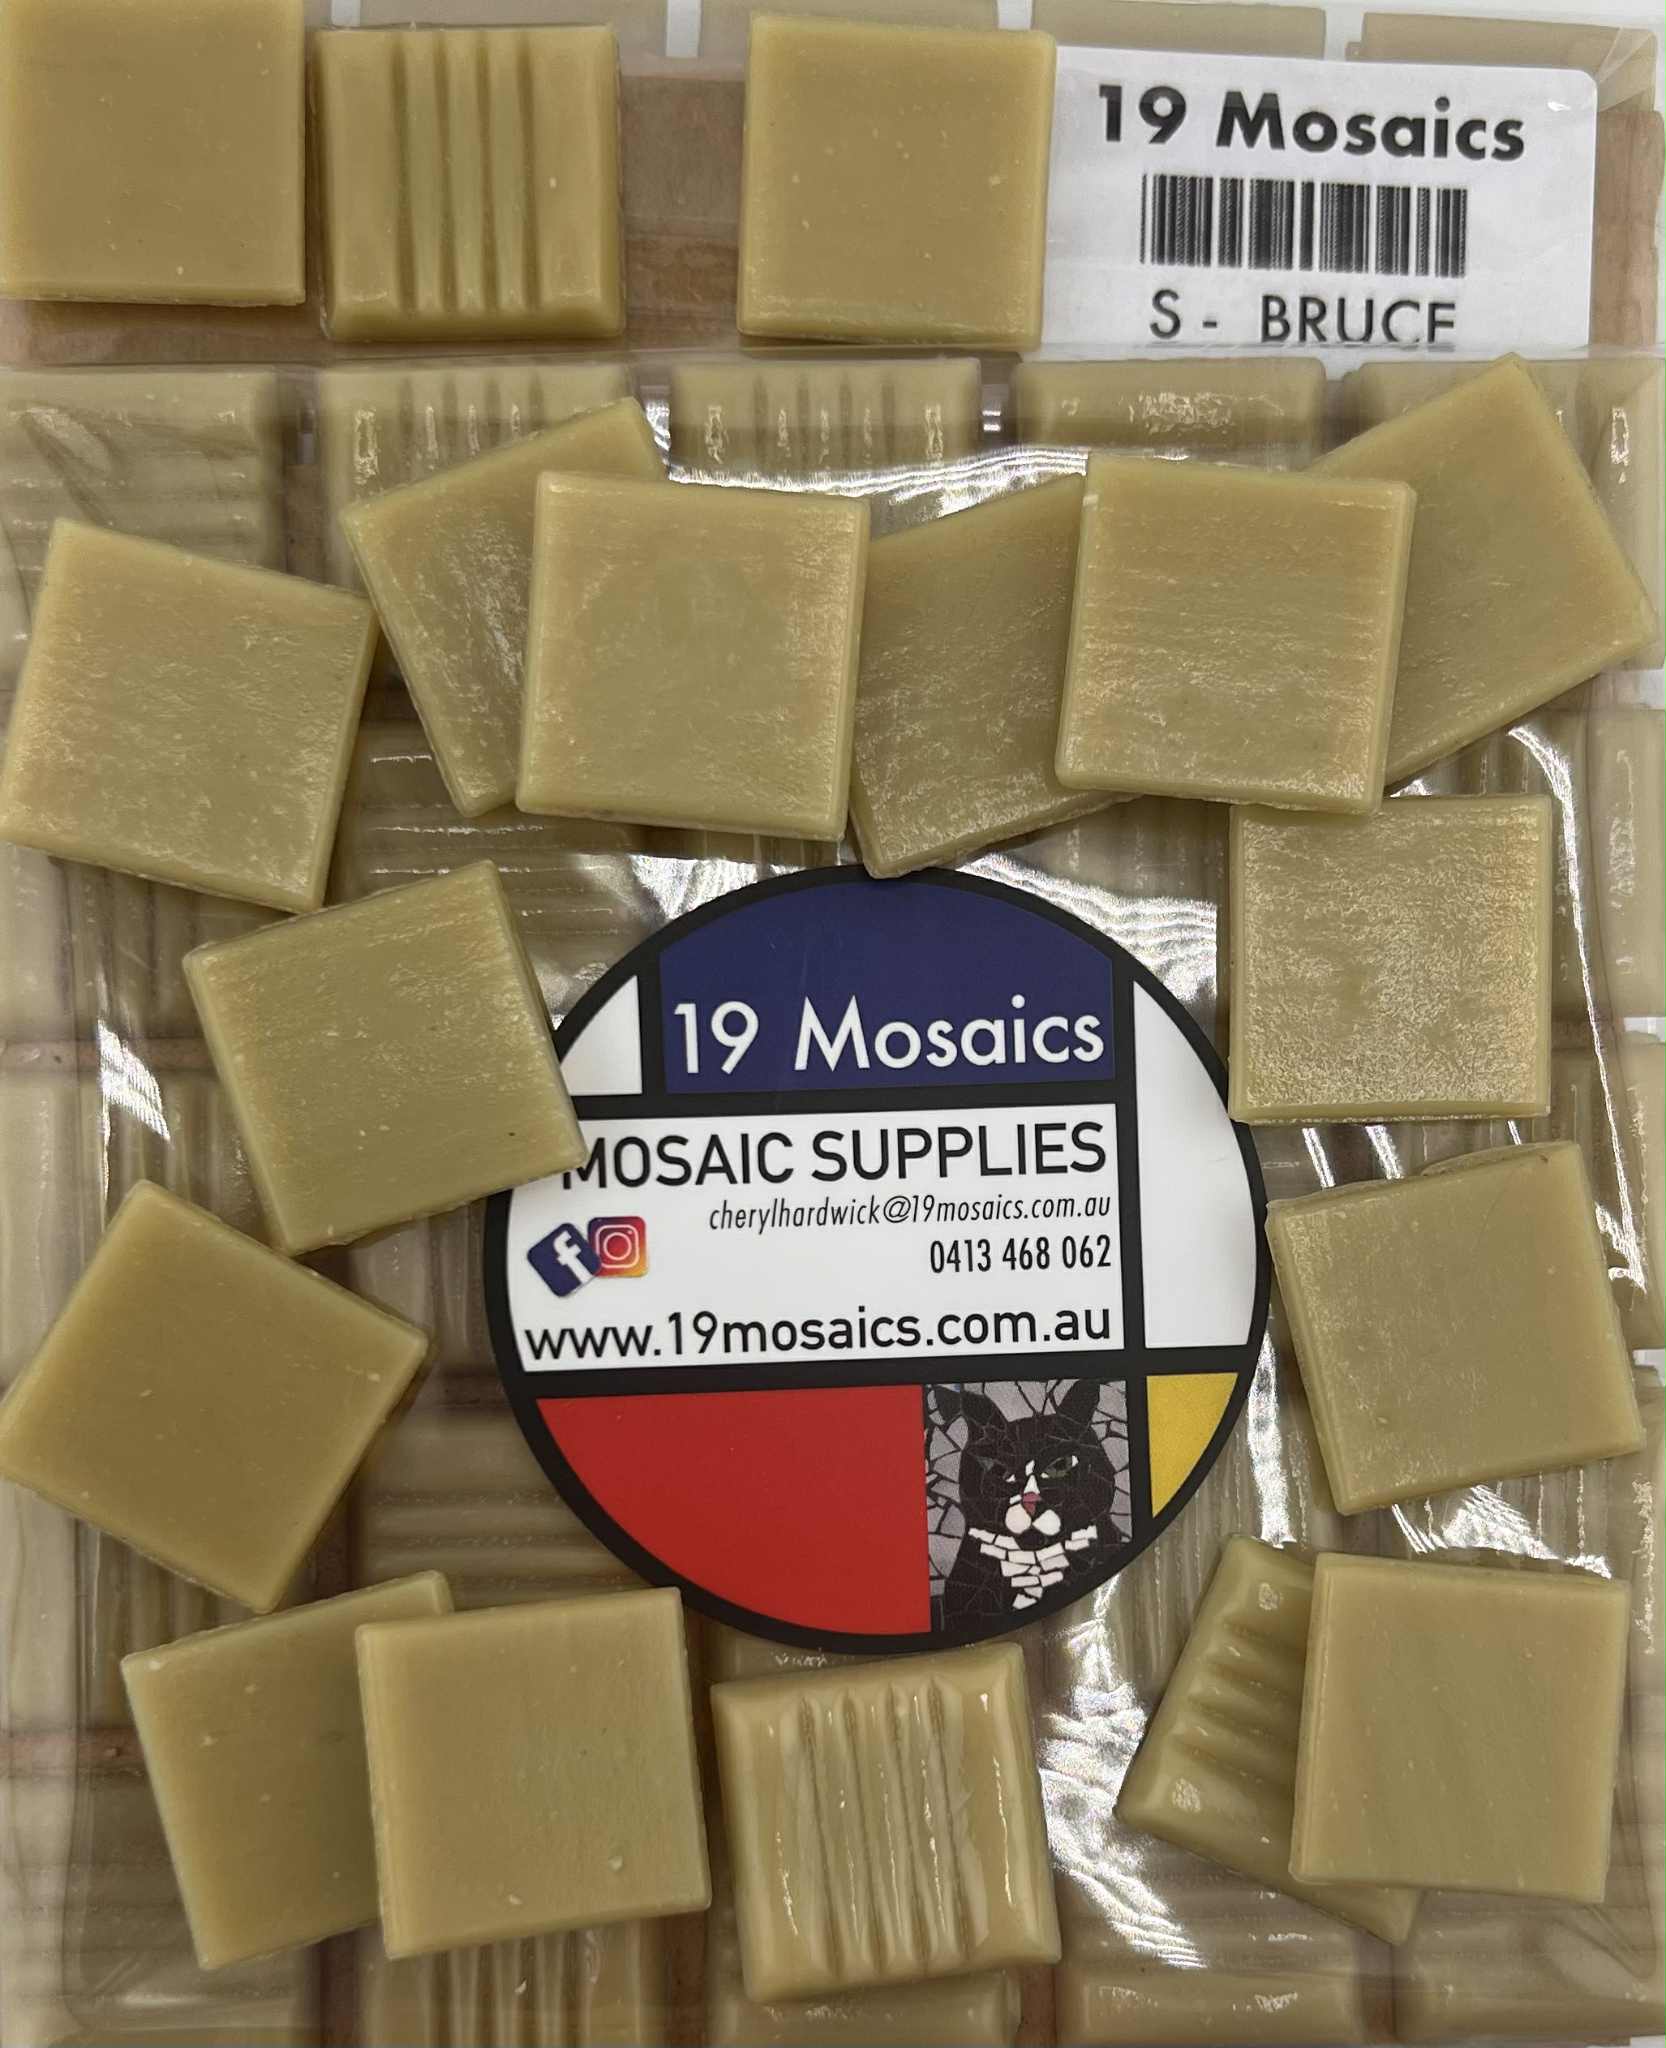 19 Mosaics
S - BRUCE
19 Mosaics
MOSAIC SUPPLIES
cherylhardwick@19mosaics.com.au
0413 468 062
www.19mosaics.com.au